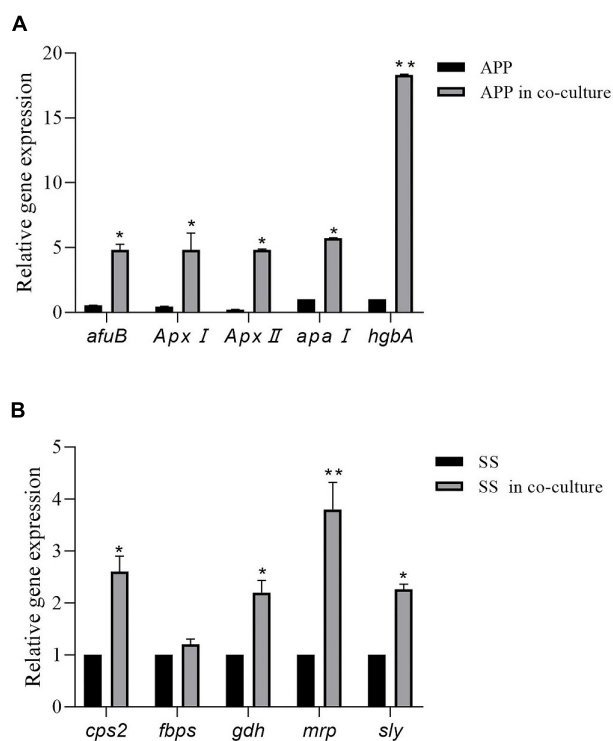 A
Relative gene expression
20
15
10
5
0
* * * * **
APP
APP in co-culture
afuB Apx I Apx II apa I hgbA
B
Relative gene expression
5
4
3
2
1
0
* * ** *
SS
SS in co-culture
cps2 fbps gdh mrp sly